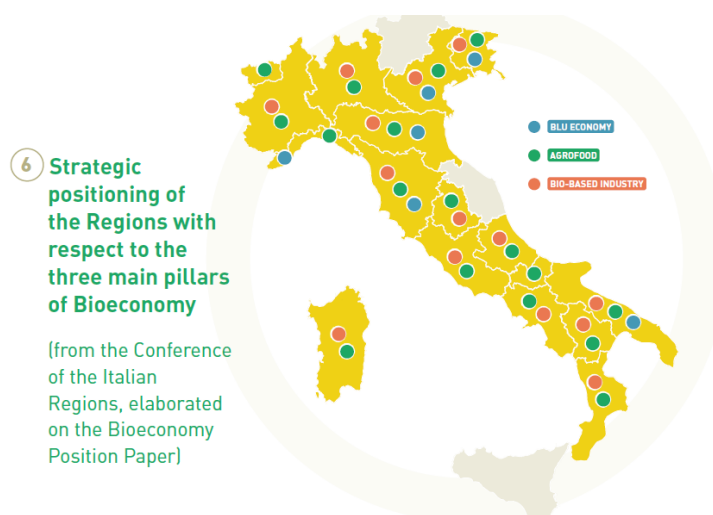 6
Strategic
positioning of
the Regions with
respect to the
three main pillars
of Bioeconomy
(from the Conference
of the Italian
Regions, elaborated
on the Bioeconomy
Position Paper)
BLU ECONOMY
AGROFOOD
BIO-BASED INDUSTRY